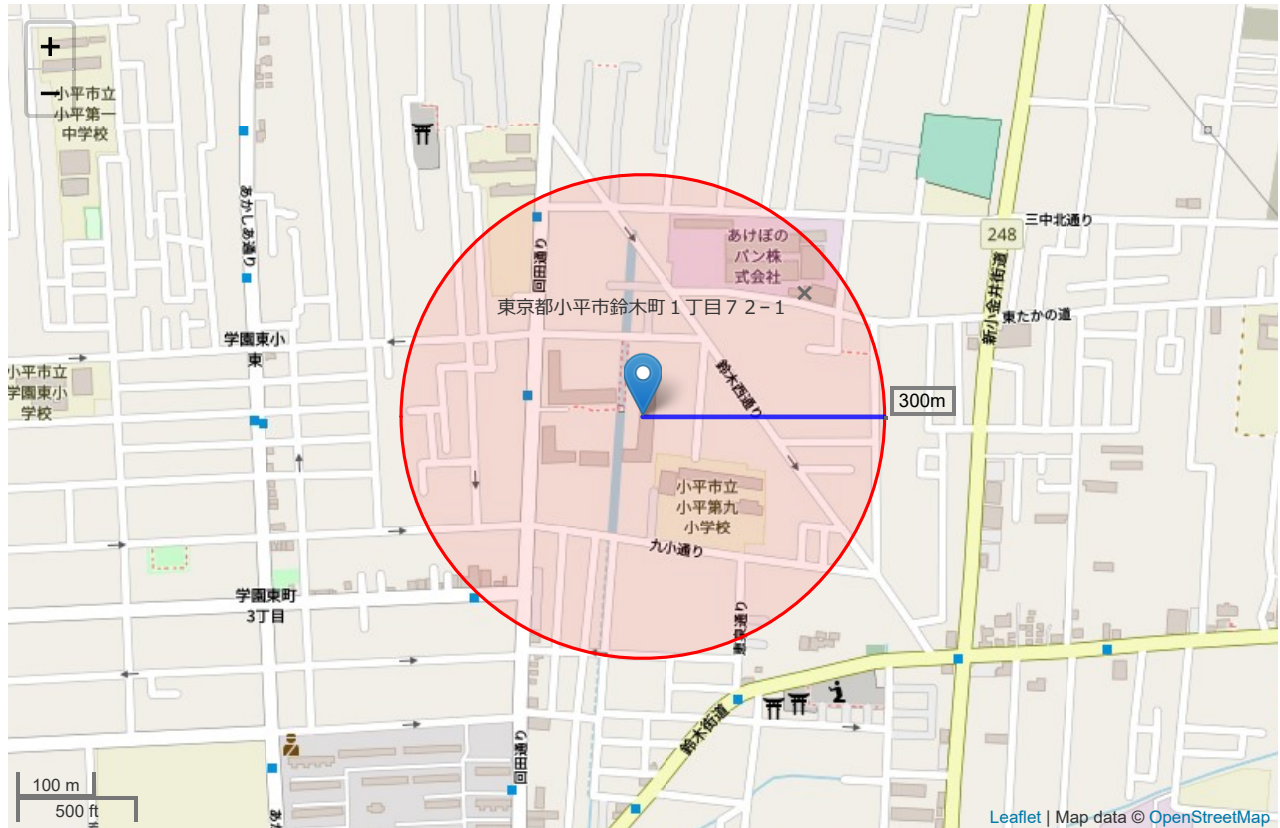 +
−
小平市立
小平第一
中学校
あかしあ通り
回田通り
あけぼの
パン株
式会社
248
三中北通り
新小金井街道
東たかの道
東京都小平市鈴木町１丁目７２−１
学園東小
東
小平市立
学園東小
学校
鈴木西通り
300m
小平市立
小平第九
小学校
九小通り
学園東町
3丁目
恵泉通り
鈴木街道
回田通り
あか
100 m
500 ft
Leaflet | Map data © OpenStreetMap